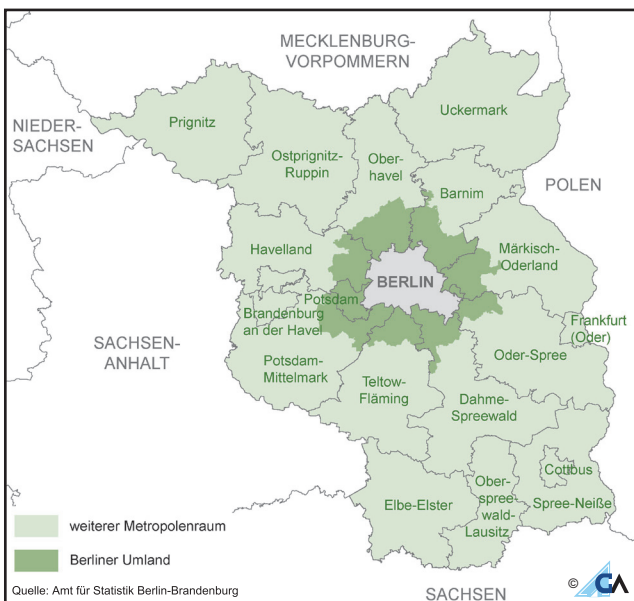 MECKLENBURG-
VORPOMMERN
Uckermark
Prignitz
NIEDER-
SACHSEN
Ostprignitz-
Ruppin
Ober-
havel
Barnim
POLEN
Havelland
Märkisch-
Oderland
BERLIN
Potsdam
Brandenburg
an der Havel
Frankfurt
(Oder)
SACHSEN-
ANHALT
Oder-Spree
Potsdam-
Mittelmark
Teltow-
Fläming
Dahme-
Spreewald
Cottbus
Elbe-Elster
Ober-
spree-
wald-
Lausitz
Spree-Neiße
weiterer Metropolenraum
Berliner Umland
Quelle: Amt für Statistik Berlin-Brandenburg
SACHSEN
© GA